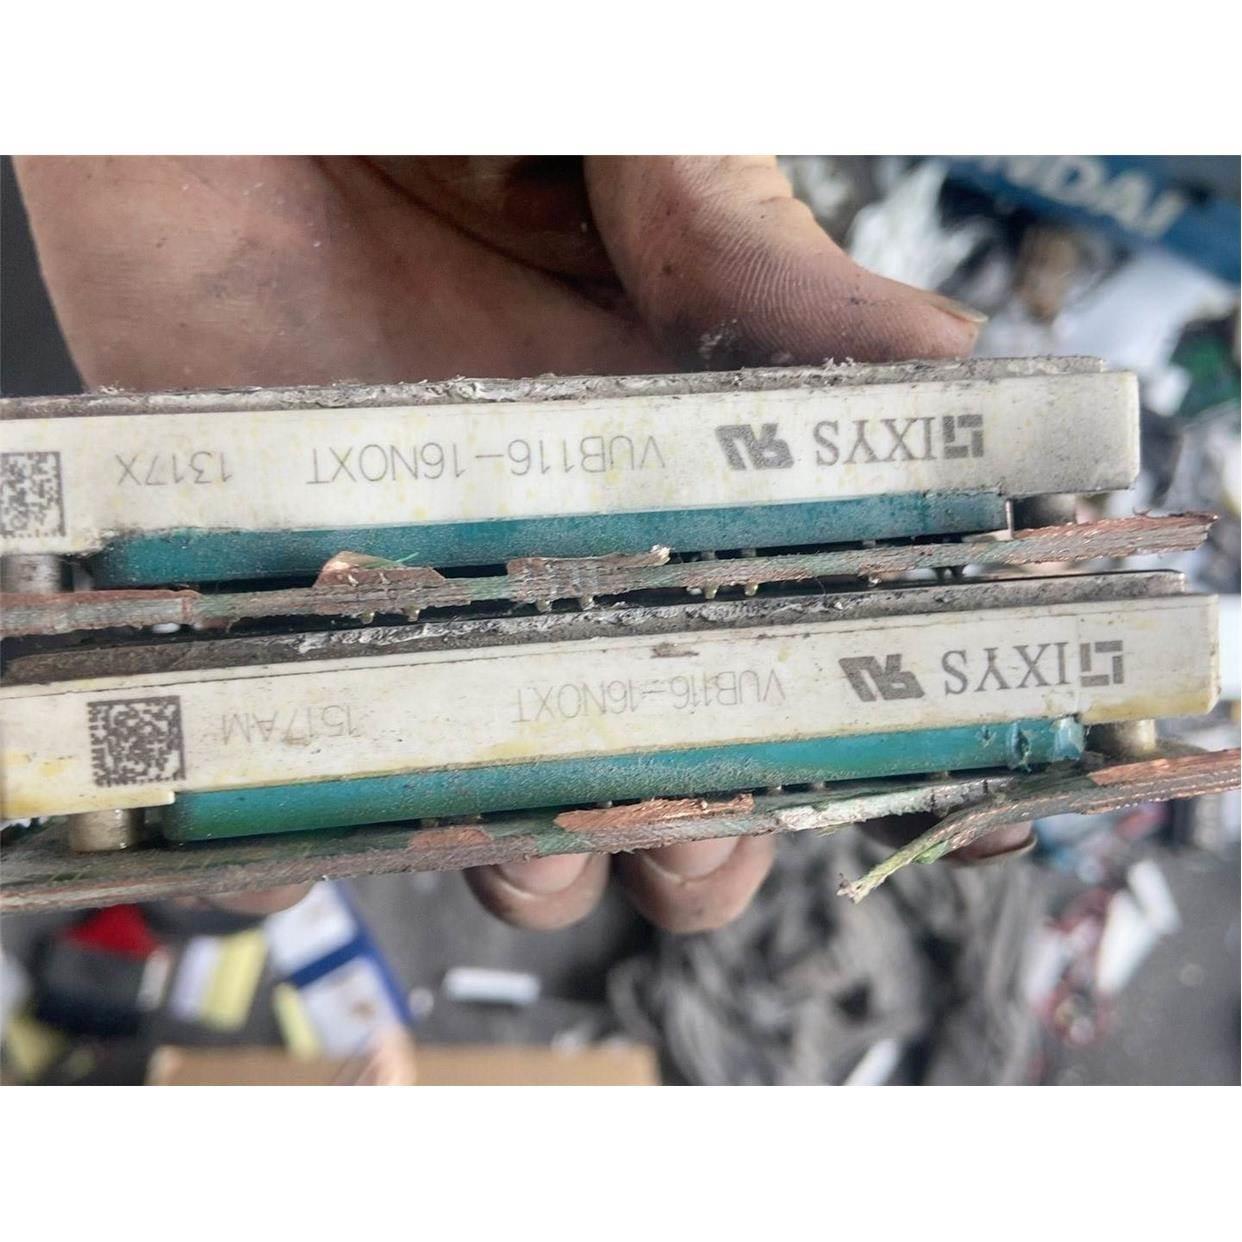 IXYS VUB116-16NOXT 1317X
IXYS VUB116-16NOXT 1517AM